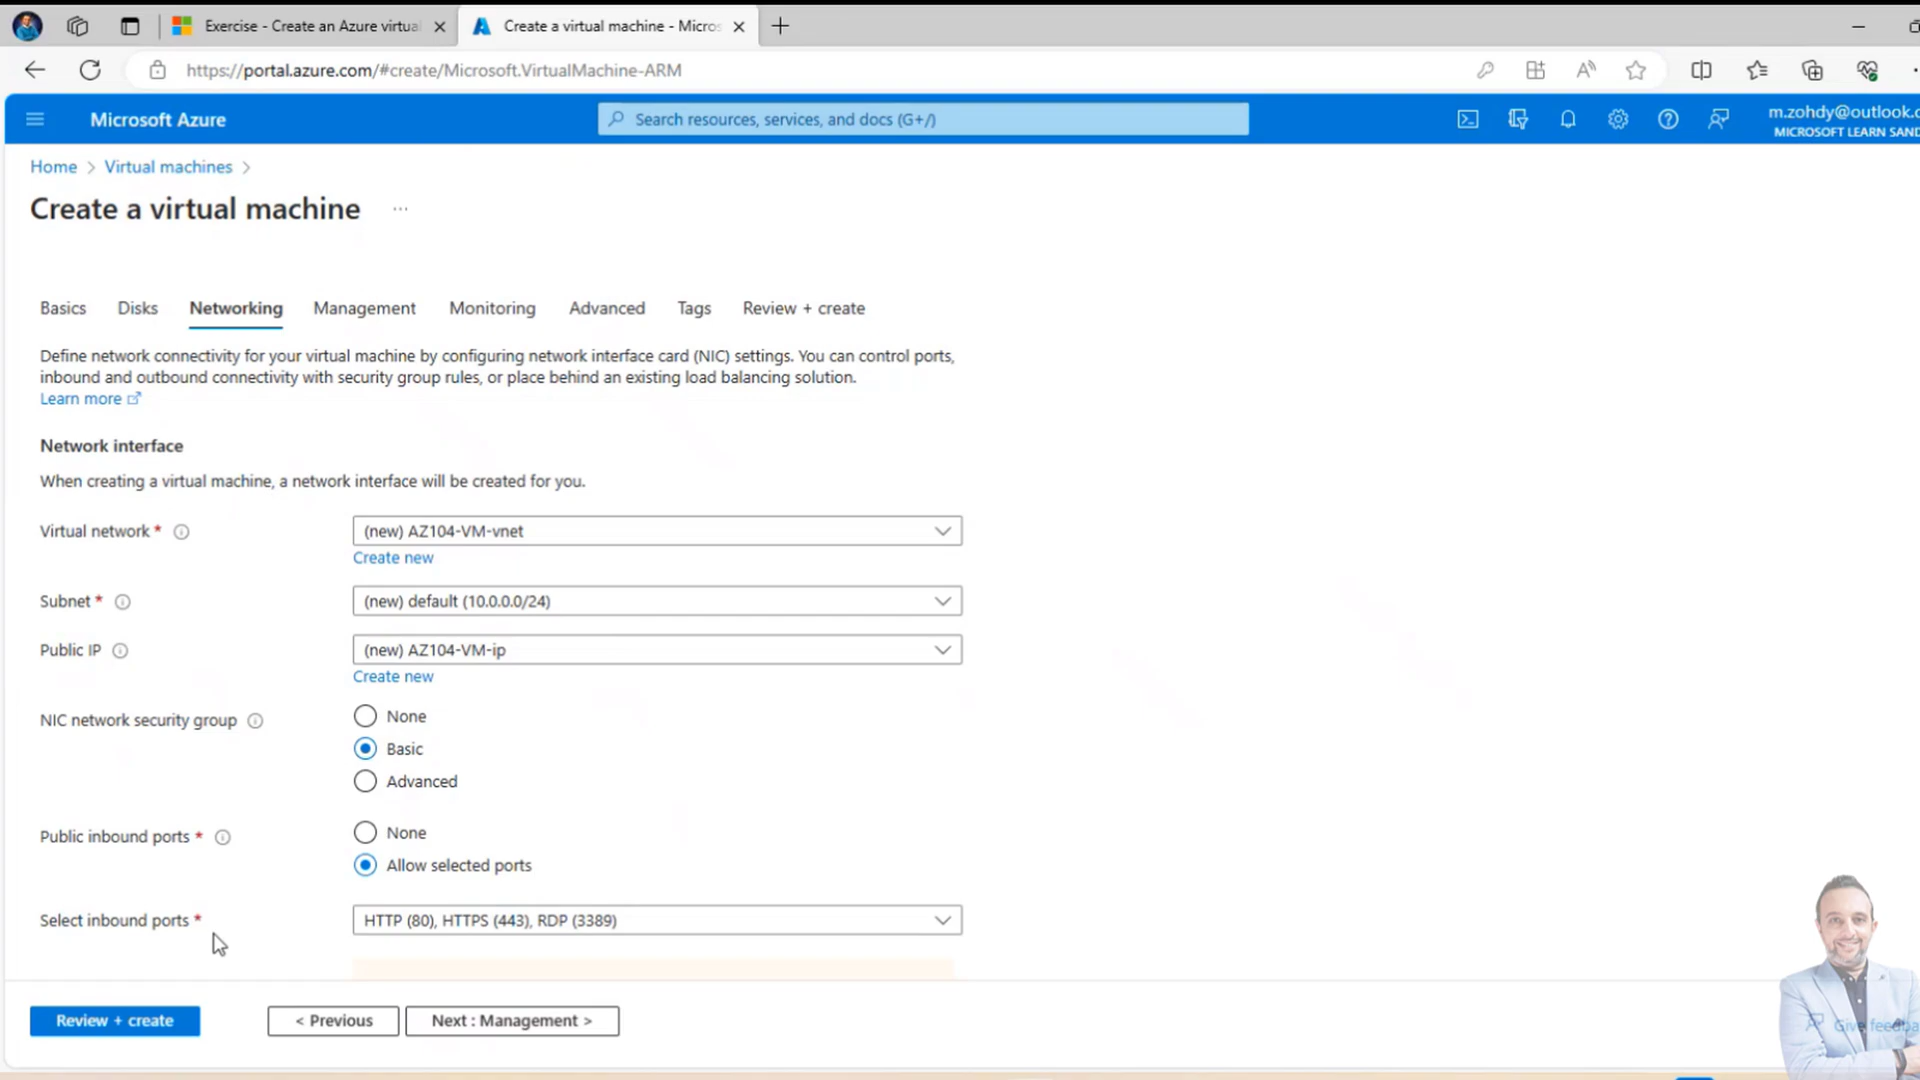 Exercise - Create an Azure virtual
Create a virtual machine - Micros
https://portal.azure.com/#create/Microsoft.VirtualMachine-ARM
Microsoft Azure
Search resources, services, and docs (G+/)
m.zohdy@outlook.c
MICROSOFT LEARN SAND
Home > Virtual machines >
Create a virtual machine ...
Basics Disks Networking Management Monitoring Advanced Tags Review + create
Define network connectivity for your virtual machine by configuring network interface card (NIC) settings. You can control ports,
inbound and outbound connectivity with security group rules, or place behind an existing load balancing solution.
Learn more
Network interface
When creating a virtual machine, a network interface will be created for you.
Virtual network * (new) AZ104-VM-vnet
Create new
Subnet * (new) default (10.0.0.0/24)
Public IP (new) AZ104-VM-ip
Create new
NIC network security group None
Basic
Advanced
Public inbound ports * None
Allow selected ports
Select inbound ports * HTTP (80), HTTPS (443), RDP (3389)
Review + create < Previous Next : Management >
Give feedba